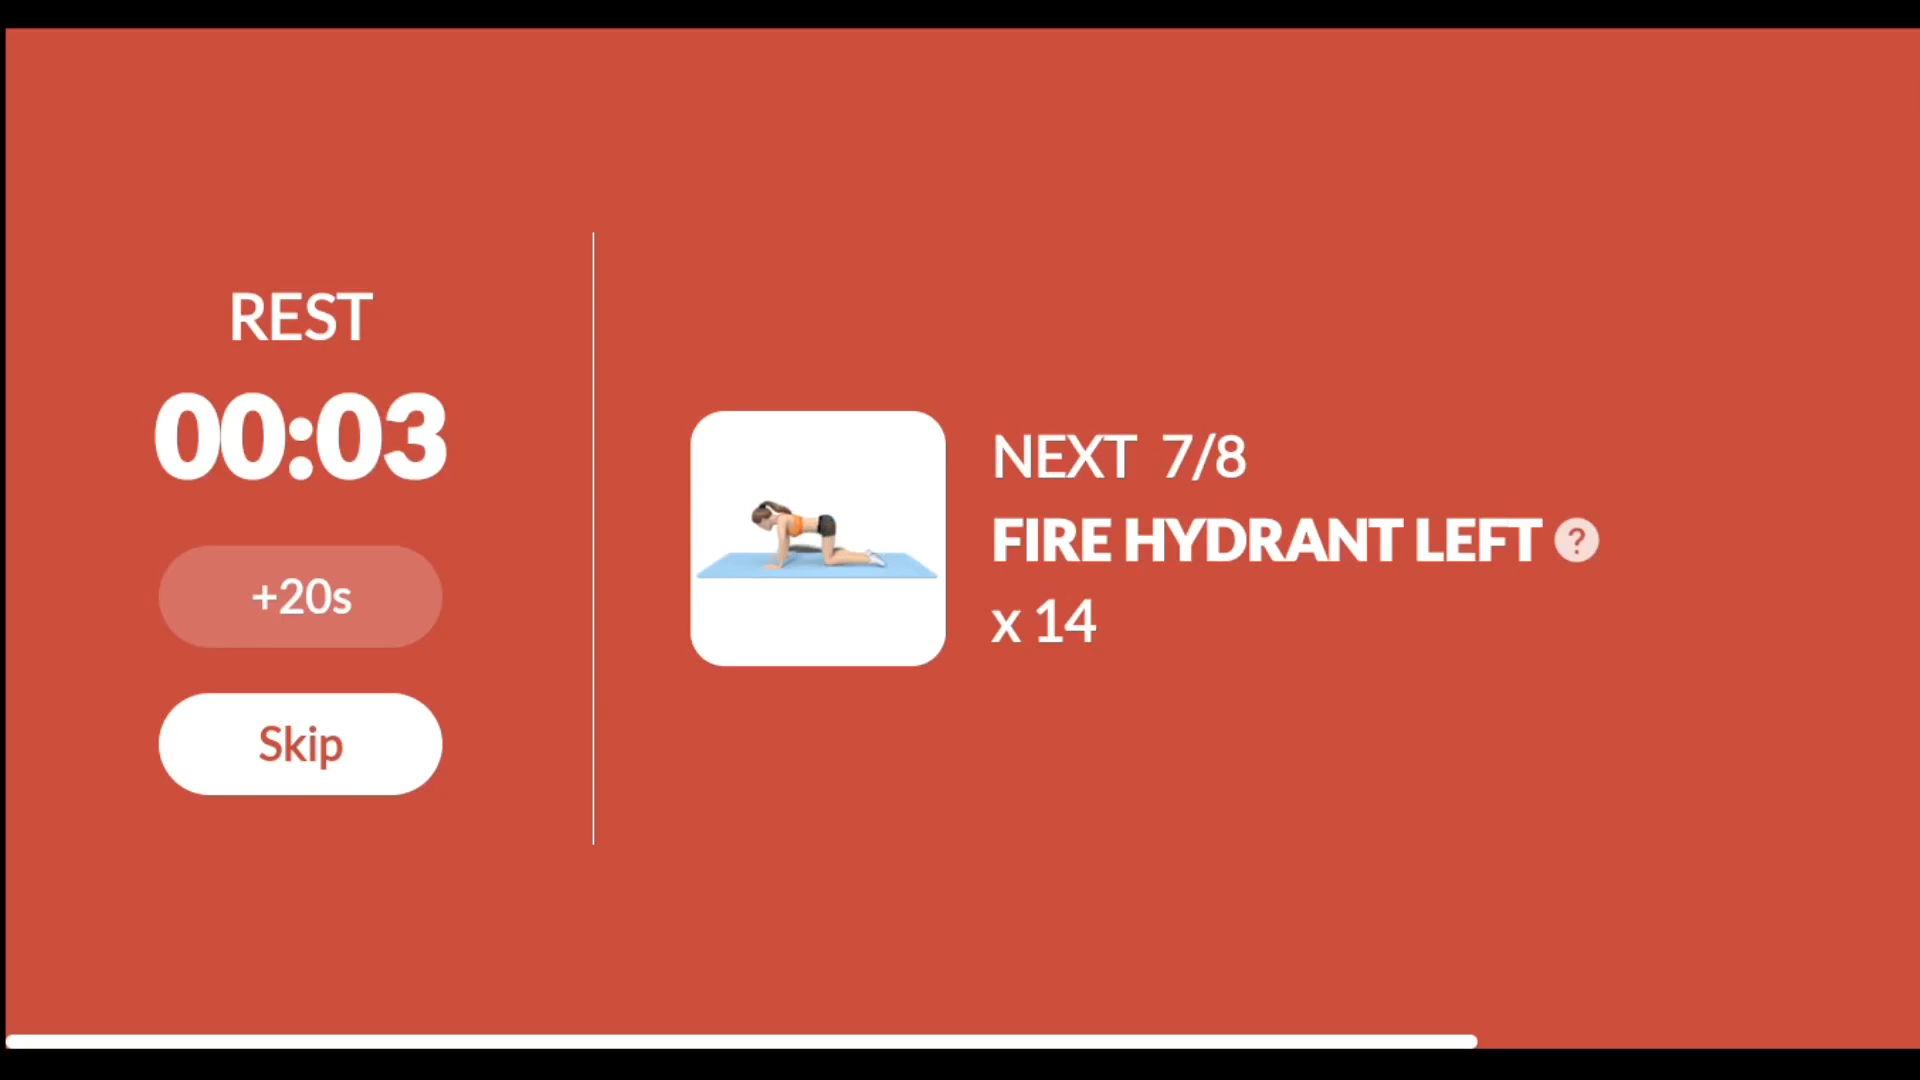 REST
00:03
+20s
Skip
NEXT 7/8
FIRE HYDRANT LEFT ?
x 14